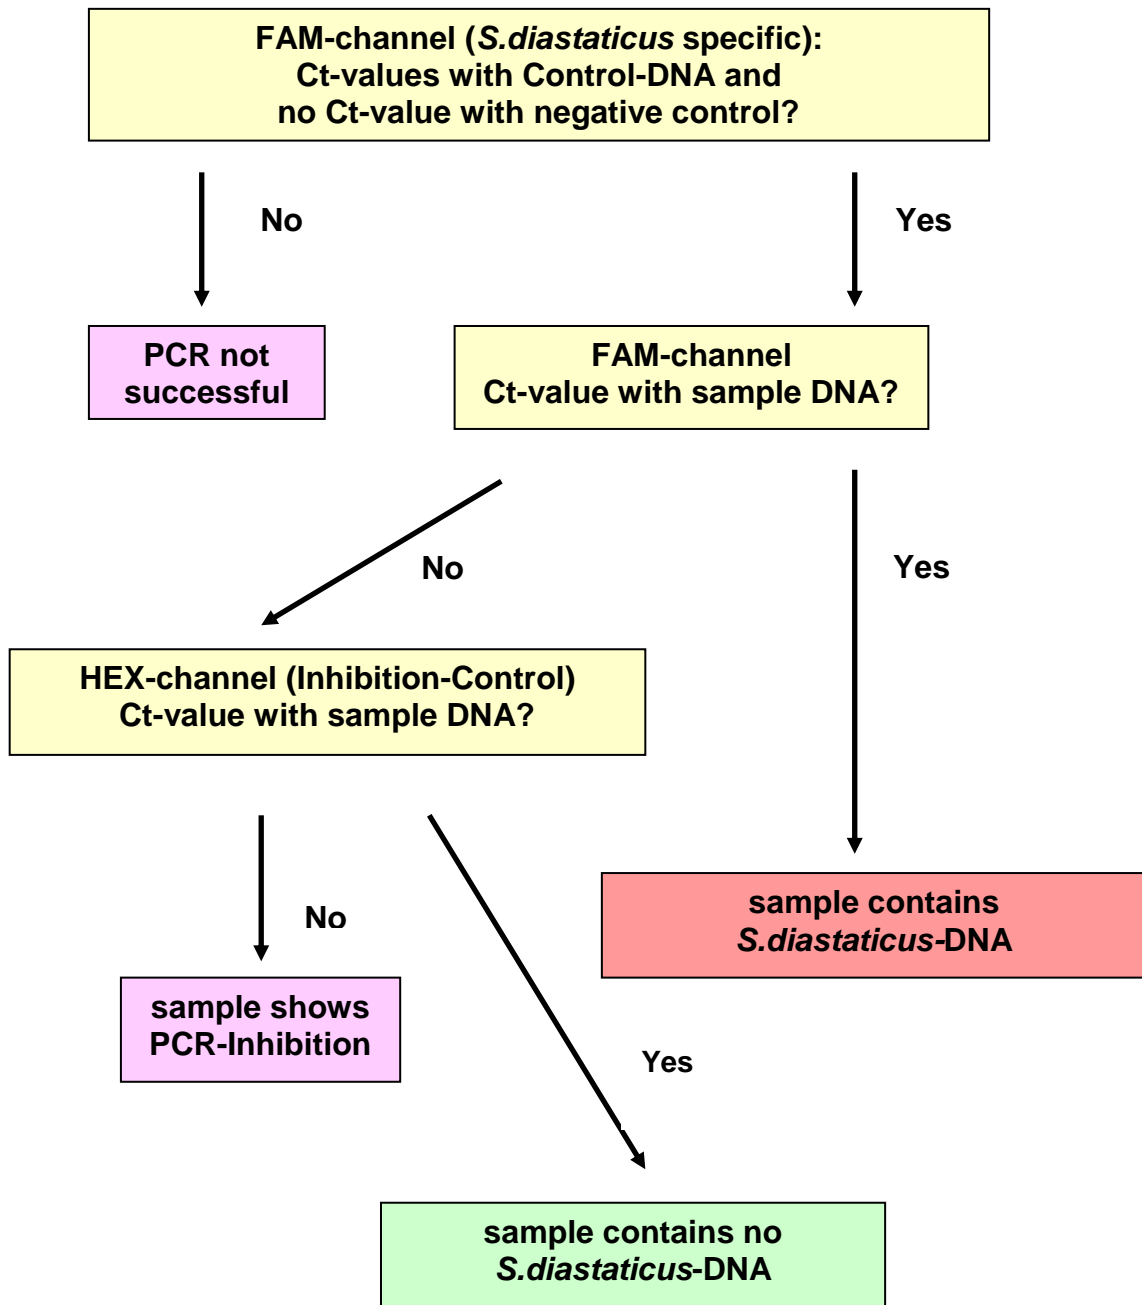 FAM-channel (S.diastaticus specific):
Ct-values with Control-DNA and
no Ct-value with negative control?
No
Yes
PCR not
successful
FAM-channel
Ct-value with sample DNA?
No
Yes
HEX-channel (Inhibition-Control)
Ct-value with sample DNA?
sample contains
S.diastaticus-DNA
No
sample shows
PCR-Inhibition
Yes
sample contains no
S.diastaticus-DNA